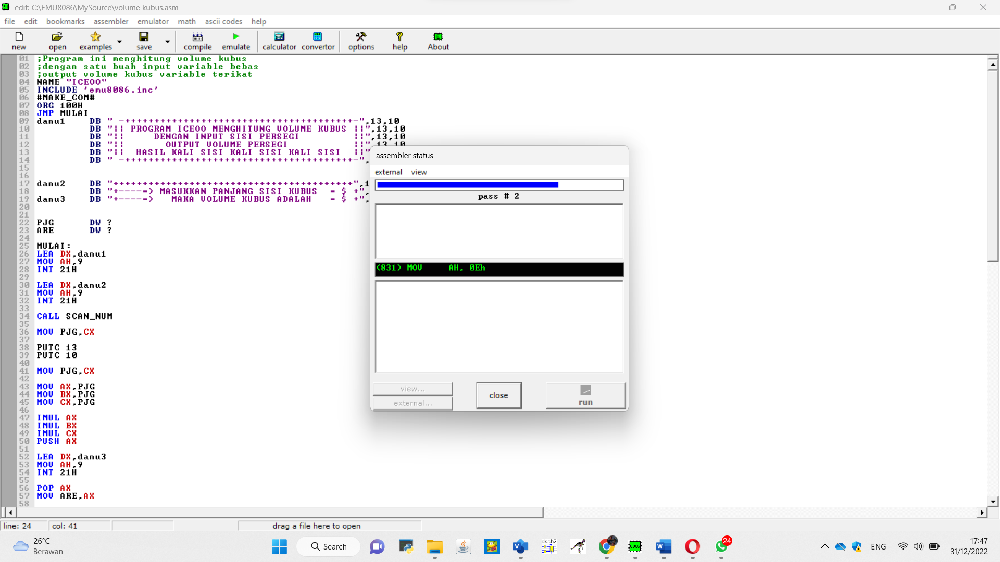 edit: C:\EMU8086\MySource\volume kubus.asm
file edit bookmarks assembler emulator math ascii codes help
new open examples save compile emulate calculator convertor options help About
01 ;Program ini menghitung volume kubus
02 ;dengan satu buah input variable bebas
03 ;output volume kubus variable terikat
04 NAME "ICEOO"
05 INCLUDE 'emu8086.inc'
06 #MAKE_COM#
07 ORG 100H
08 JMP MULAI
09 danu1 DB " -+++++++++++++++++++++++++++++++++++++++-",13,10
10 DB "|| PROGRAM ICEOO MENGHITUNG VOLUME KUBUS ||",13,10
11 DB "|| DENGAN INPUT SISI PERSEGI ||",13,10
12 DB "|| OUTPUT VOLUME PERSEGI ||",13,10
13 DB "|| HASIL KALI SISI KALI SISI KALI SISI ||"
14 DB " -+++++++++++++++++++++++++++++++++++++++-",
15
16
17 danu2 DB "+++++++++++++++++++++++++++++++++++++++++",1
18 DB "+----=> MASUKKAN PANJANG SISI KUBUS = $ +",
19 danu3 DB "+----=> MAKA VOLUME KUBUS ADALAH = $ +",
20
21
22 PJG DW ?
23 ARE DW ?
24
25 MULAI:
26 LEA DX,danu1
27 MOV AH,9
28 INT 21H
29
30 LEA DX,danu2
31 MOV AH,9
32 INT 21H
33
34 CALL SCAN_NUM
35
36 MOV PJG,CX
37
38 PUTC 13
39 PUTC 10
40
41 MOV PJG,CX
42
43 MOV AX,PJG
44 MOV BX,PJG
45 MOV CX,PJG
46
47 IMUL AX
48 IMUL BX
49 IMUL CX
50 PUSH AX
51
52 LEA DX,danu3
53 MOV AH,9
54 INT 21H
55
56 POP AX
57 MOV ARE,AX
58
assembler status
external view
pass # 2
(831) MOV AH, 0Eh
view...
external...
close
run
line: 24 col: 41 drag a file here to open
26°C
Berawan
Search
dsch2
8086
24
ENG
17:47
31/12/2022